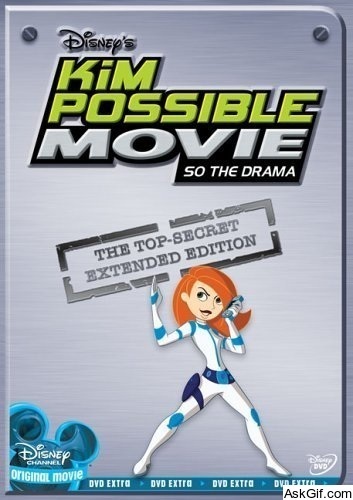 Disney's
KiM
POSSIBLE
MOVIE
SO THE DRAMA
THE TOP-SECRET
EXTENDED EDITION
Disney
CHANNEL
ORIGINAL MOVIE
Disney
DVD
DVD EXTRA DVD EXTRA DVD EXTRA DVD EXTRA
AskGif.com